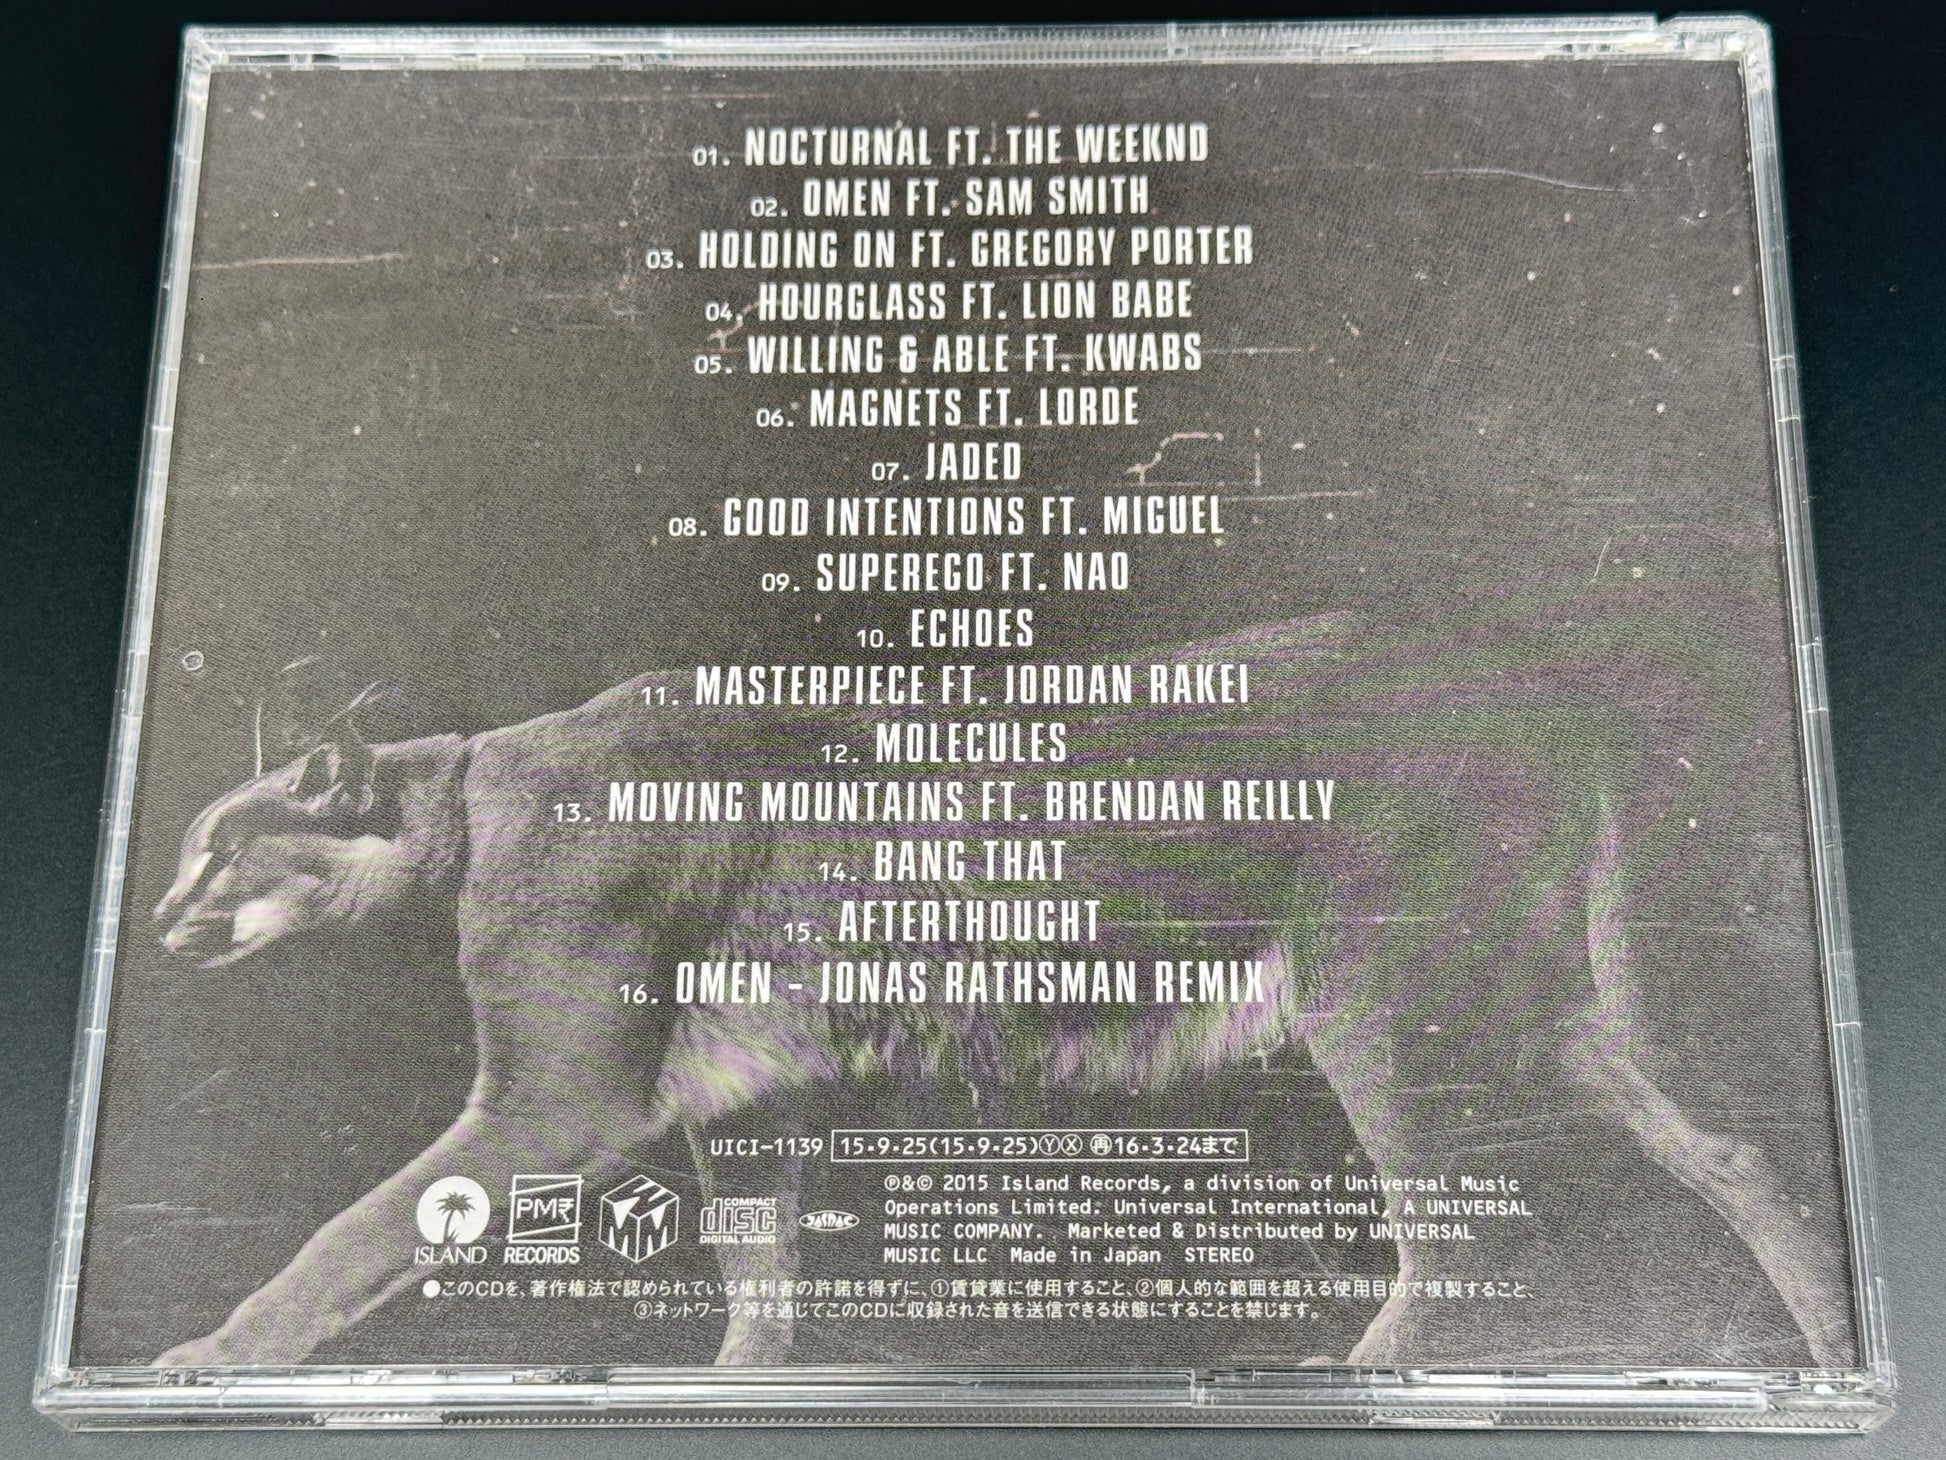 01. NOCTURNAL FT. THE WEEKND
02. OMEN FT. SAM SMITH
03. HOLDING ON FT. GREGORY PORTER
04. HOURGLASS FT. LION BABE
05. WILLING & ABLE FT. KWABS
06. MAGNETS FT. LORDE
07. JADED
08. GOOD INTENTIONS FT. MIGUEL
09. SUPEREGO FT. NAO
10. ECHOES
11. MASTERPIECE FT. JORDAN RAKEI
12. MOLECULES
13. MOVING MOUNTAINS FT. BRENDAN REILLY
14. BANG THAT
15. AFTERTHOUGHT
16. OMEN - JONAS RATHSMAN REMIX
UICI-1139 15・9・25(15・9・25)ⓎⓍ ㊢16・3・24まで
ISLAND
PMR
RECORDS
COMPACT
disc
DIGITAL AUDIO
JASRAC
℗&© 2015 Island Records, a division of Universal Music
Operations Limited. Universal International, A UNIVERSAL
MUSIC COMPANY. Marketed & Distributed by UNIVERSAL
MUSIC LLC Made in Japan STEREO
●このCDを、著作権法で認められている権利者の許諾を得ずに、①賃貸業に使用すること、②個人的な範囲を超える使用目的で複製すること、
③ネットワーク等を通じてこのCDに収録された音を送信できる状態にすることを禁じます。